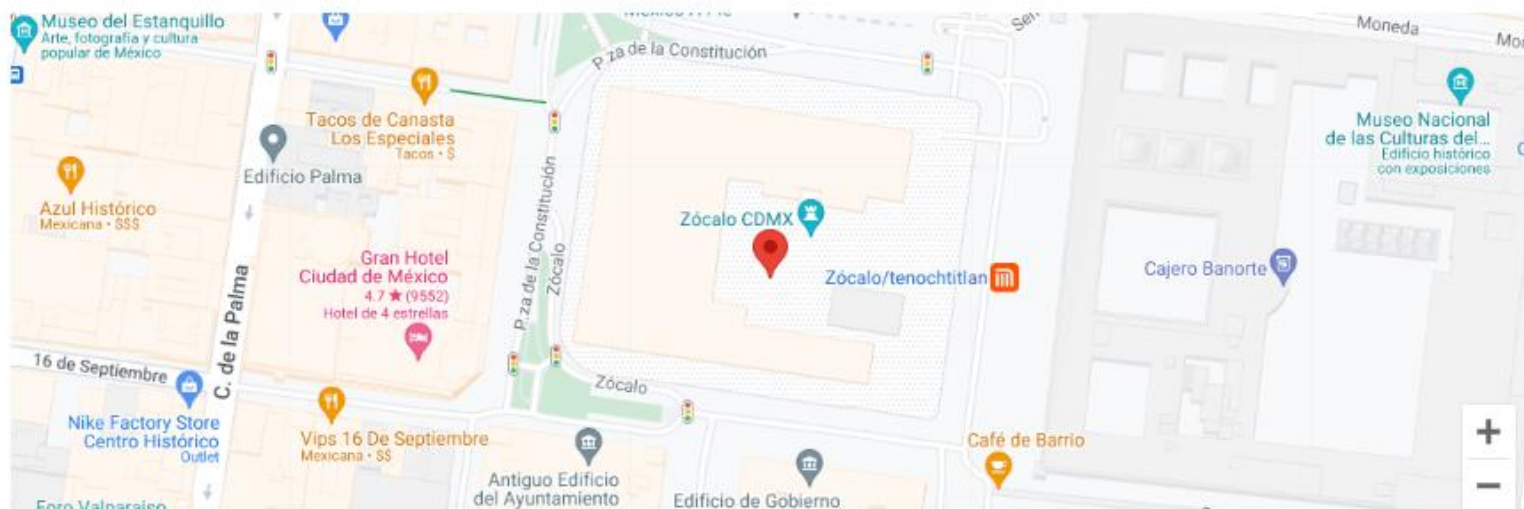 Museo del Estanquillo
Arte, fotografía y cultura
popular de México
Tacos de Canasta
Los Especiales
Tacos • $
Edificio Palma
Azul Histórico
Mexicana • $$$
Gran Hotel
Ciudad de México
4.7 ★ (9552)
Hotel de 4 estrellas
C. de la Palma
16 de Septiembre
Nike Factory Store
Centro Histórico
Outlet
Vips 16 De Septiembre
Mexicana • $$
Foro Valparaiso
P.za de la Constitución
P.za de la Constitución
Zócalo
Zócalo
Zócalo CDMX
Zócalo/tenochtitlan
Antiguo Edificio
del Ayuntamiento
Edificio de Gobierno
Café de Barrio
Cajero Banorte
Moneda
Museo Nacional
de las Culturas del...
Edificio histórico
con exposiciones
+
−